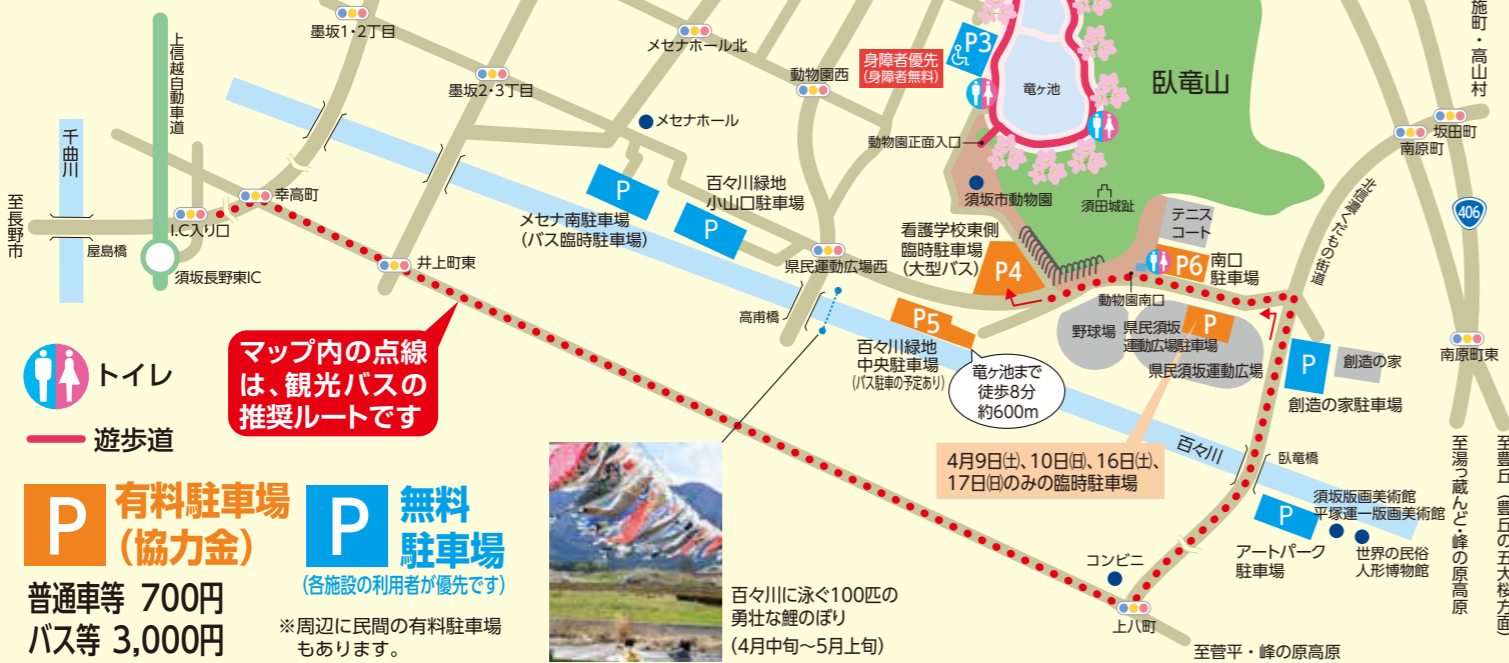 上信越自動車道
墨坂1・2丁目
メセナホール北
墨坂2・3丁目
動物園西
身障者優先
(身障者無料)
P3
竜ヶ池
臥竜山
施町・高山村
坂田町
南原町
406
千曲川
メセナホール
動物園正面入口
至長野市
幸高町
I.C入り口
屋島橋
須坂長野東IC
P
メセナ南駐車場
(バス臨時駐車場)
百々川緑地
小山口駐車場
P
須坂市動物園
須田城趾
テニス
コート
北信濃くだもの街道
看護学校東側
臨時駐車場
(大型バス)
P4
P6
南口
駐車場
井上町東
県民運動広場西
動物園南口
高甫橋
P5
百々川緑地
中央駐車場
(バス駐車の予定あり)
竜ヶ池まで
徒歩8分
約600m
野球場
P
県民須坂
運動広場駐車場
県民須坂運動広場
P
創造の家
創造の家駐車場
南原町東
マップ内の点線
は、観光バスの
推奨ルートです
トイレ
遊歩道
4月9日(土)、10日(日)、16日(土)、
17日(日)のみの臨時駐車場
百々川
臥竜橋
須坂版画美術館
平塚運一版画美術館
P
アートパーク
駐車場
世界の民俗
人形博物館
至湯っ蔵んど・峰の原高原
至豊丘(豊丘の五大桜方面)
P
有料駐車場
(協力金)
P
無料
駐車場
(各施設の利用者が優先です)
普通車等 700円
バス等 3,000円
※周辺に民間の有料駐車場
もあります。
百々川に泳ぐ100匹の
勇壮な鯉のぼり
(4月中旬〜5月上旬)
コンビニ
上八町
至菅平・峰の原高原